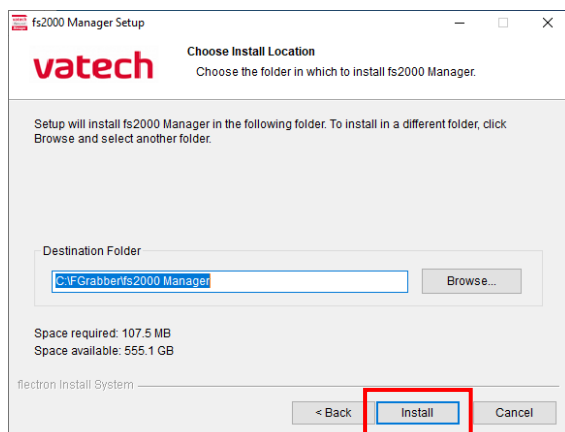 fs2000 Manager Setup
vatech
Choose Install Location
Choose the folder in which to install fs2000 Manager.
Setup will install fs2000 Manager in the following folder. To install in a different folder, click
Browse and select another folder.
Destination Folder
C:\FGrabber\fs2000 Manager
Browse...
Space required: 107.5 MB
Space available: 555.1 GB
flectron Install System
< Back
Install
Cancel